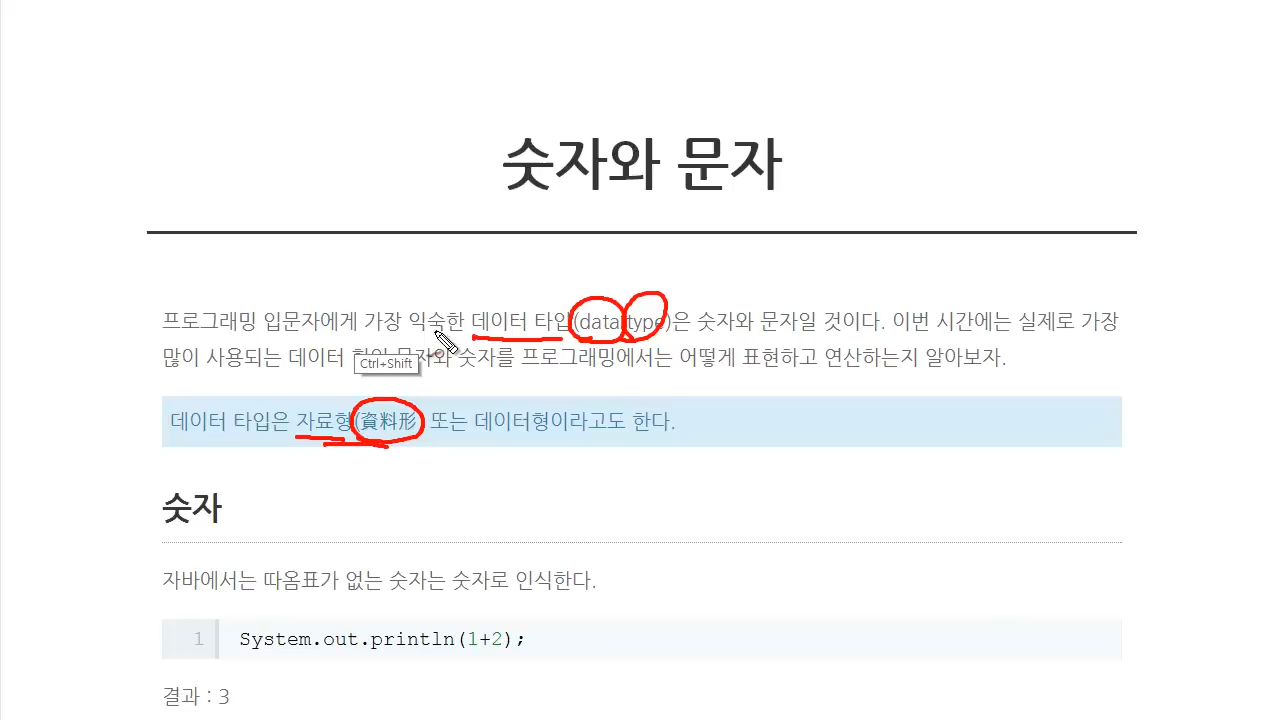 숫자와 문자
프로그래밍 입문자에게 가장 익숙한 데이터 타입(data type)은 숫자와 문자일 것이다. 이번 시간에는 실제로 가장
많이 사용되는 데이터 문자와 숫자를 프로그래밍에서는 어떻게 표현하고 연산하는지 알아보자.
Ctrl+Shift
데이터 타입은 자료형(資料形) 또는 데이터형이라고도 한다.
숫자
자바에서는 따옴표가 없는 숫자는 숫자로 인식한다.
1 System.out.println(1+2);
결과 : 3